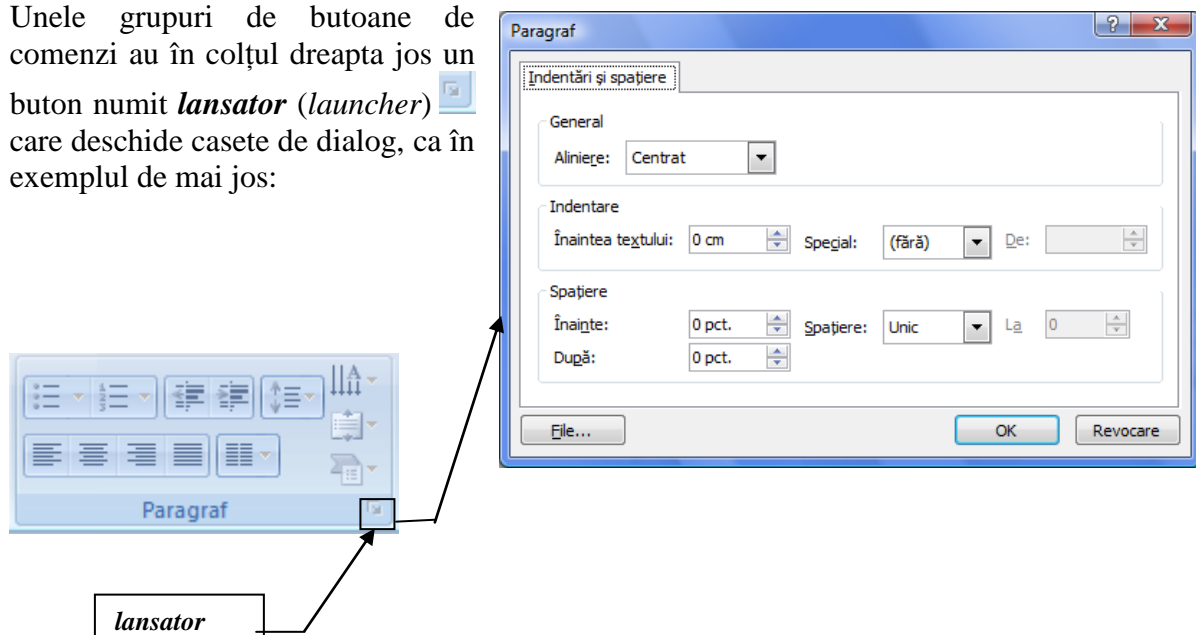 Unele grupuri de butoane de
comenzi au în colțul dreapta jos un
buton numit lansator (launcher)
care deschide casete de dialog, ca în
exemplul de mai jos:
Paragraf
Indentări și spațiere
General
Aliniere: Centrat
Indentare
Înaintea textului: 0 cm Special: (fără) De:
Spațiere
Înainte: 0 pct. Spațiere: Unic La 0
După: 0 pct.
File... OK Revocare
Paragraf
lansator